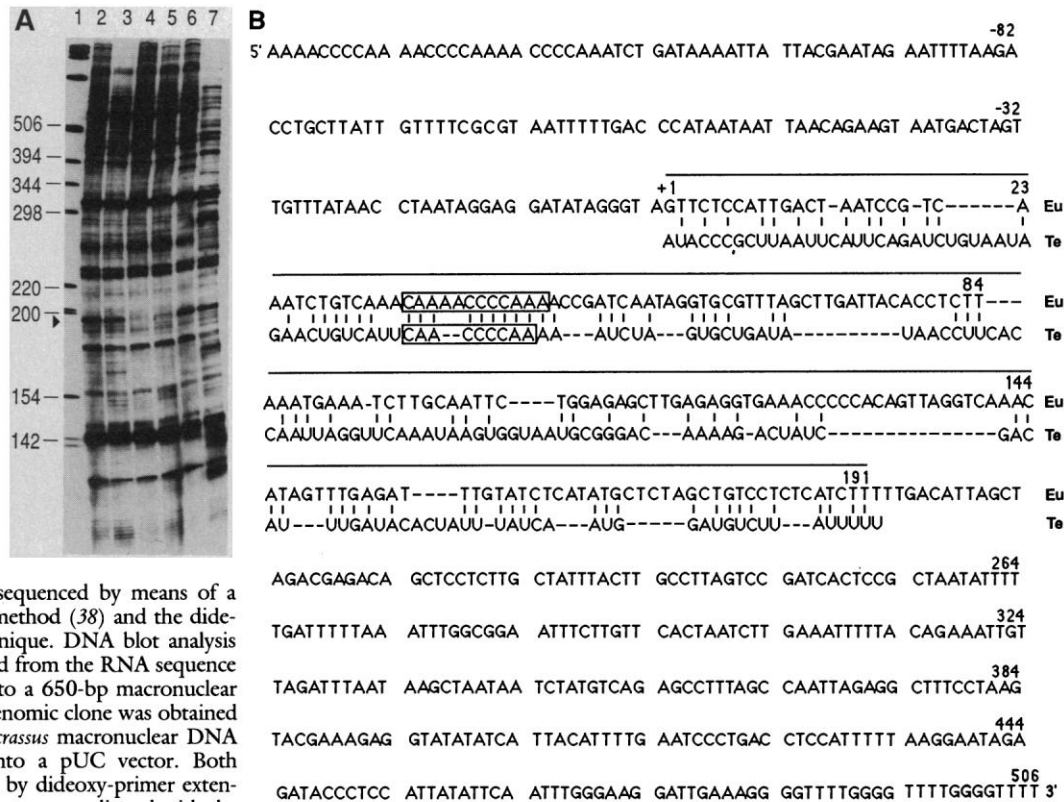 A
1 2 3 4 5 6 7
506
394
344
298
220
200
154
142
B
-82
5' AAAACCCCAA AACCCCAAAA CCCCAAATCT GATAAAATTA TTACGAATAG AATTTTAAGA
-32
CCTGCTTATT GTTTTCGCGT AATTTTTGAC CCATAATAAT TAACAGAAGT AATGACTAGT
+1 23
TGTTTATAAC CTAATAGGAG GATATAGGGT AGTTCTCCATTGACT-AATCCG-TC------A Eu
AUACCCGCUUAAUUCAUUCAGAUCUGUAAUA Te
84
AATCTGTCAAACAAAACCCCAAAACCGATCAATAGGTGCGTTTAGCTTGATTACACCTCTT--- Eu
GAACUGUCAUUCAA--CCCCAAAA---AUCUA---GUGCUGAUA----------UAACCUUCAC Te
144
AAATGAAA-TCTTGCAATTC----TGGAGAGCTTGAGAGGTGAAACCCCCACAGTTAGGTCAAAC Eu
CAAUUAGGUUCAAAUAAGUGGUAAUGCGGGAC---AAAAG-ACUAUC---------------GAC Te
191
ATAGTTTGAGAT----TTGTATCTCATATGCTCTAGCTGTCCTCTCATCTTTTTGACATTAGCT Eu
AU---UUGAUACACUAUU-UAUCA---AUG------GAUGUCUU---AUUUUU Te
264
AGACGAGACA GCTCCTCTTG CTATTTACTT GCCTTAGTCC GATCACTCCG CTAATATTTT
324
TGATTTTTAA ATTTGGCGGA ATTTCTTGTT CACTAATCTT GAAATTTTTA CAGAAATTGT
384
TAGATTTAAT AAGCTAATAA TCTATGTCAG AGCCTTTAGC CAATTAGAGG CTTTCCTAAG
444
TACGAAAGAG GTATATATCA TTACATTTTG AATCCCTGAC CTCCATTTTT AAGGAATAGA
506
GATACCCTCC ATTATATTCA ATTTGGGAAG GATTGAAAGG GGTTTTGGGG TTTTGGGGTTTT 3'
sequenced by means of a
method (38) and the dide-
nique. DNA blot analysis
d from the RNA sequence
to a 650-bp macronuclear
enomic clone was obtained
crassus macronuclear DNA
nto a pUC vector. Both
by dideoxy-primer exten-